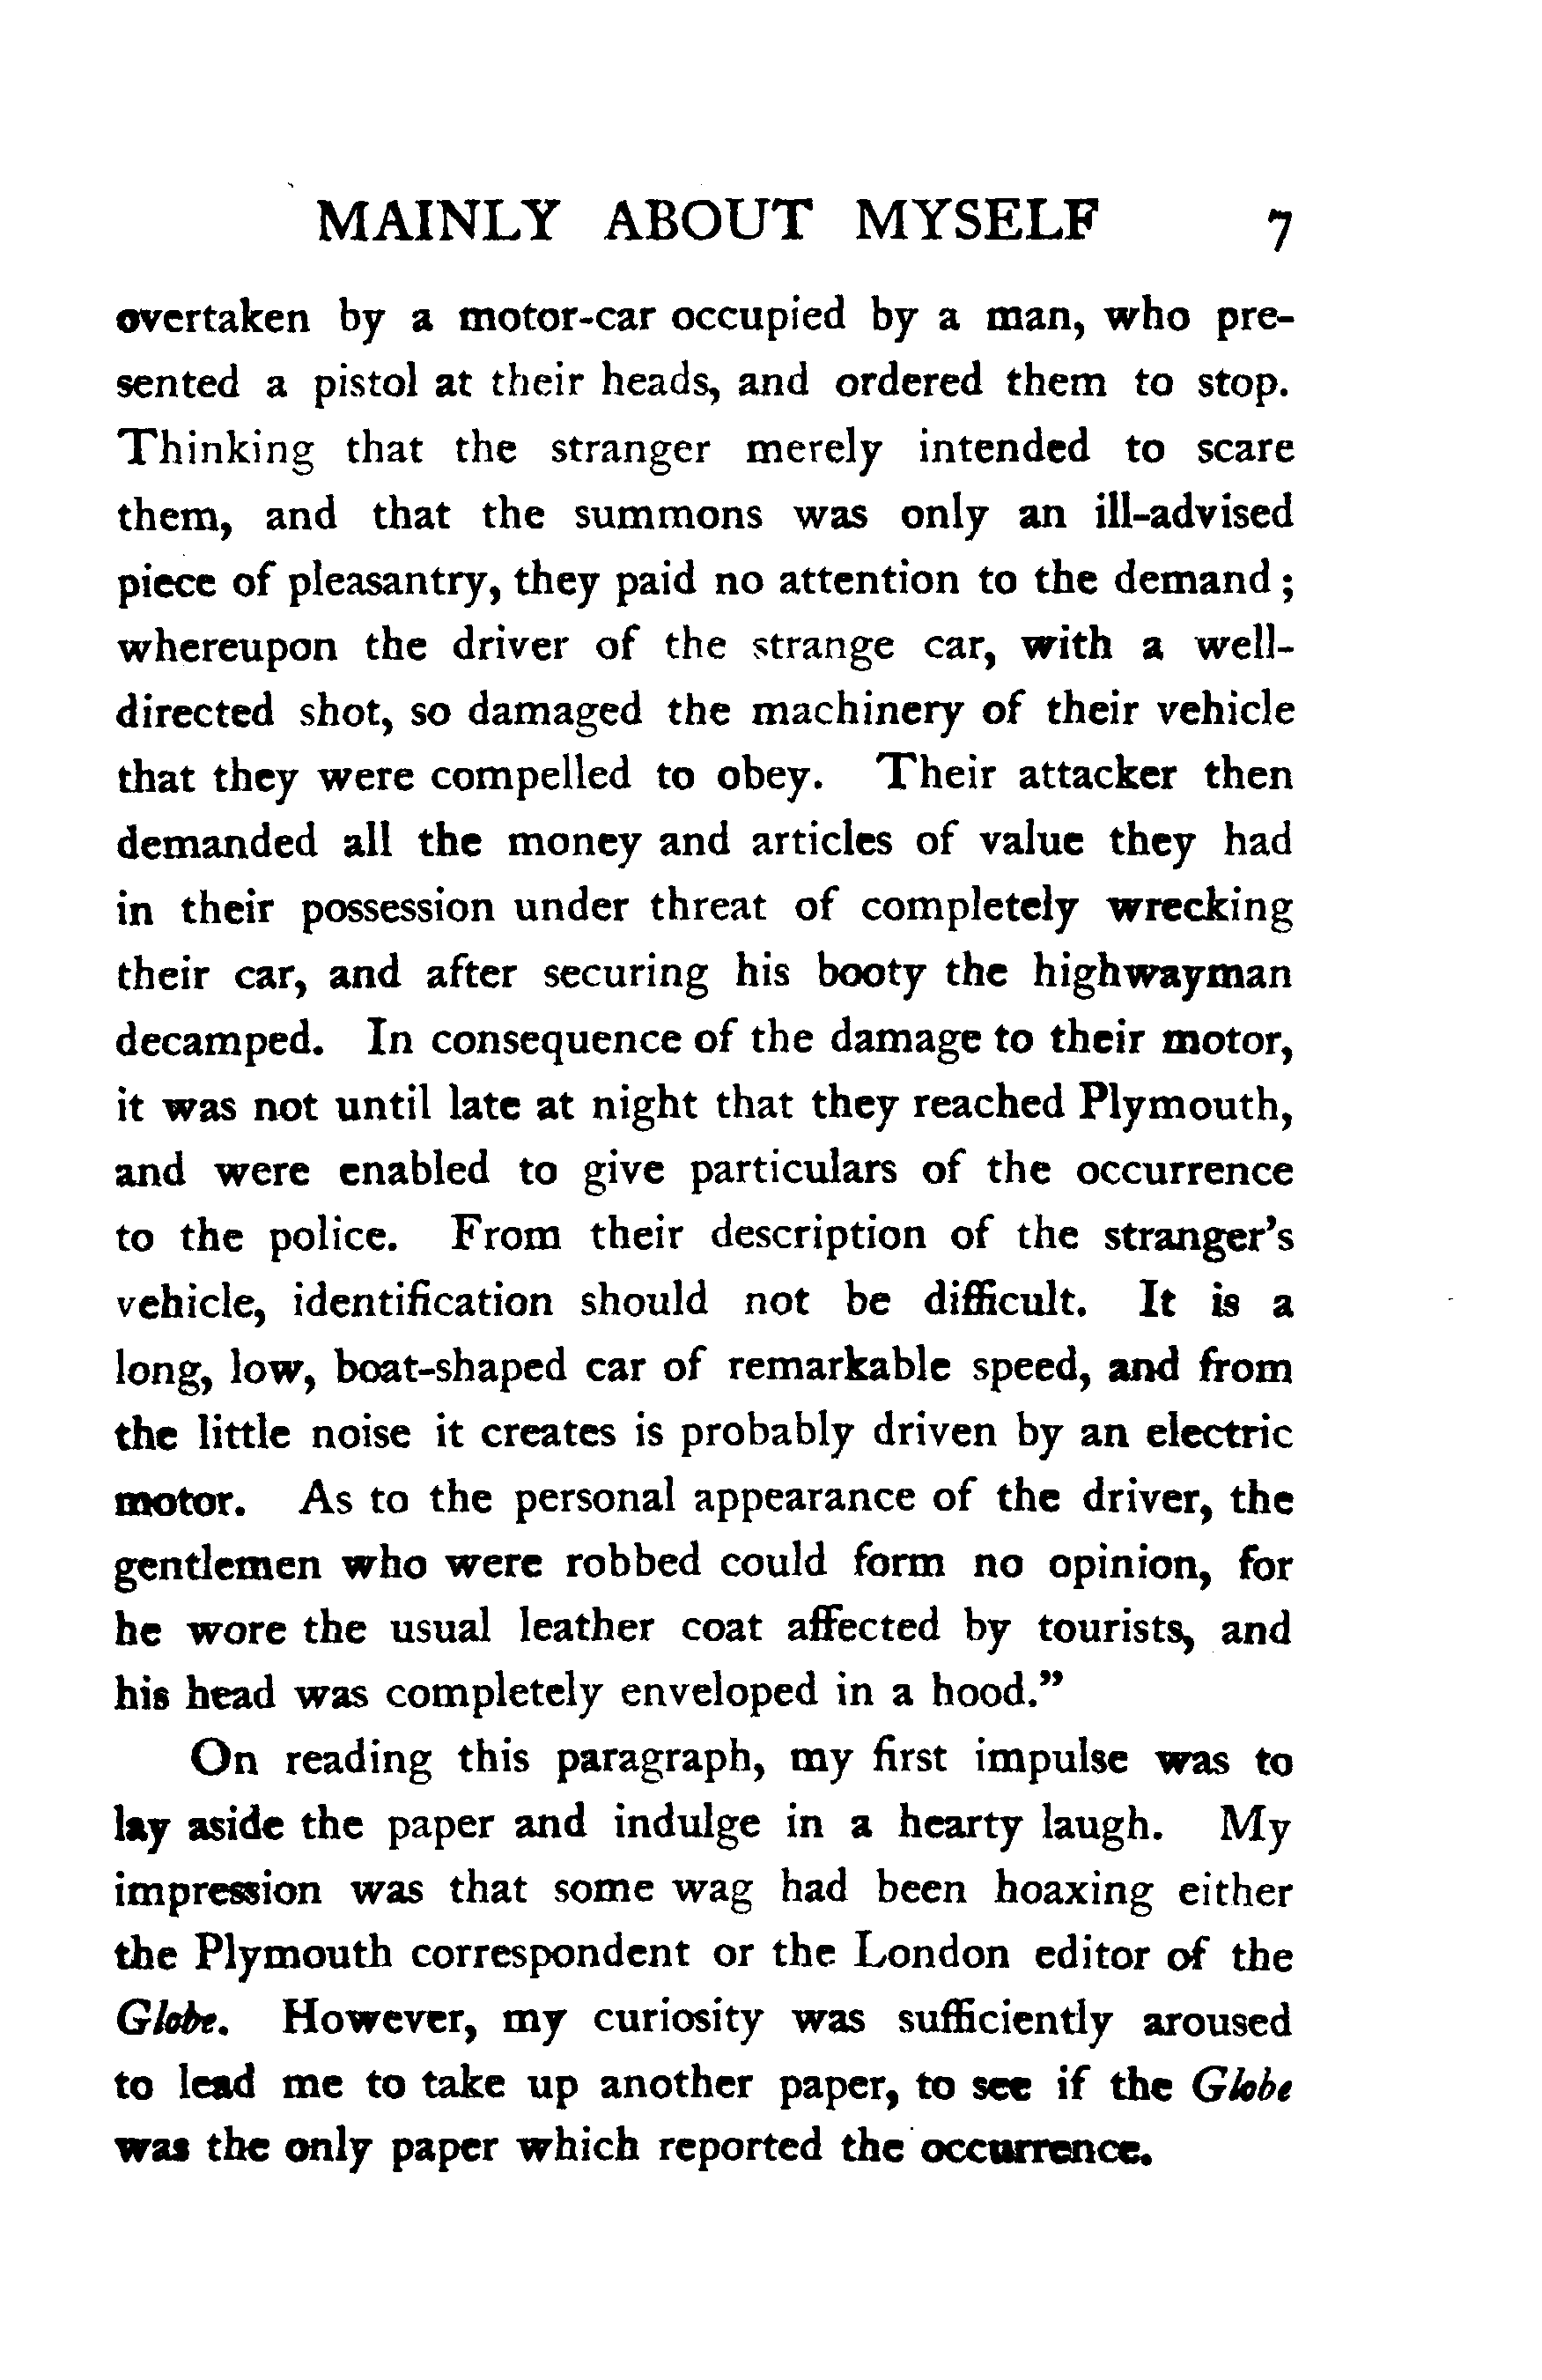 MAINLY ABOUT MYSELF 7
overtaken by a motor-car occupied by a man, who pre-
sented a pistol at their heads, and ordered them to stop.
Thinking that the stranger merely intended to scare
them, and that the summons was only an ill-advised
piece of pleasantry, they paid no attention to the demand;
whereupon the driver of the strange car, with a well-
directed shot, so damaged the machinery of their vehicle
that they were compelled to obey. Their attacker then
demanded all the money and articles of value they had
in their possession under threat of completely wrecking
their car, and after securing his booty the highwayman
decamped. In consequence of the damage to their motor,
it was not until late at night that they reached Plymouth,
and were enabled to give particulars of the occurrence
to the police. From their description of the stranger's
vehicle, identification should not be difficult. It is a
long, low, boat-shaped car of remarkable speed, and from
the little noise it creates is probably driven by an electric
motor. As to the personal appearance of the driver, the
gentlemen who were robbed could form no opinion, for
he wore the usual leather coat affected by tourists, and
his head was completely enveloped in a hood.”
On reading this paragraph, my first impulse was to
lay aside the paper and indulge in a hearty laugh. My
impression was that some wag had been hoaxing either
the Plymouth correspondent or the London editor of the
Globe. However, my curiosity was sufficiently aroused
to lead me to take up another paper, to see if the Globe
was the only paper which reported the occurrence.